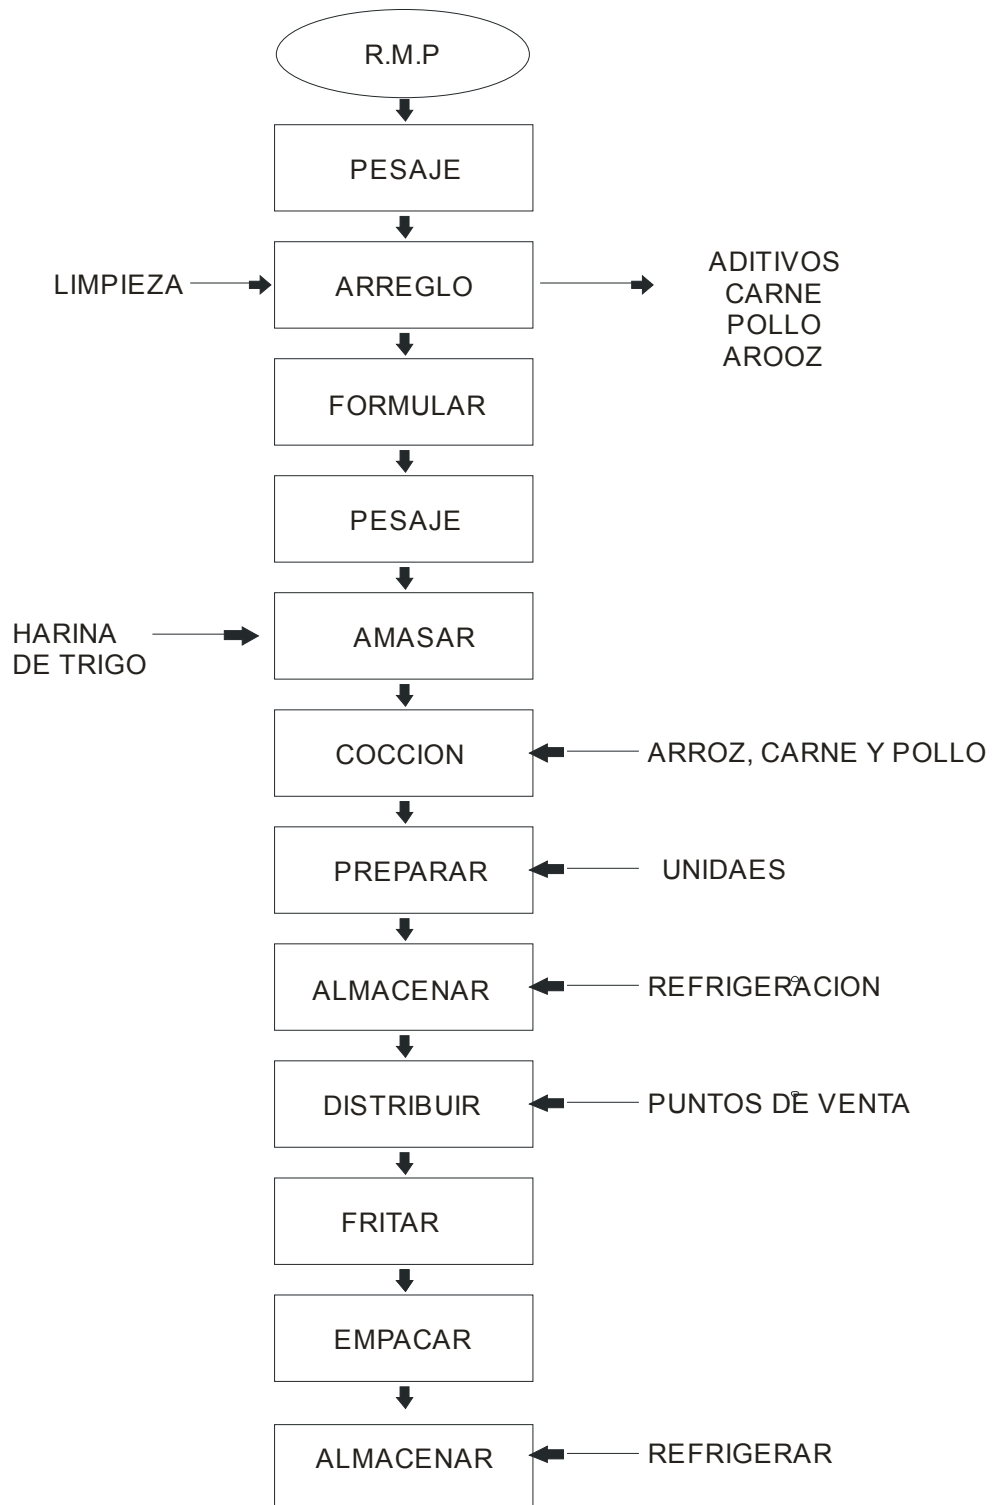 R.M.P
PESAJE
LIMPIEZA
ARREGLO
ADITIVOS
CARNE
POLLO
AROOZ
FORMULAR
PESAJE
HARINA
DE TRIGO
AMASAR
COCCION
ARROZ, CARNE Y POLLO
PREPARAR
UNIDAES
ALMACENAR
REFRIGERACION
DISTRIBUIR
PUNTOS DE VENTA
FRITAR
EMPACAR
ALMACENAR
REFRIGERAR